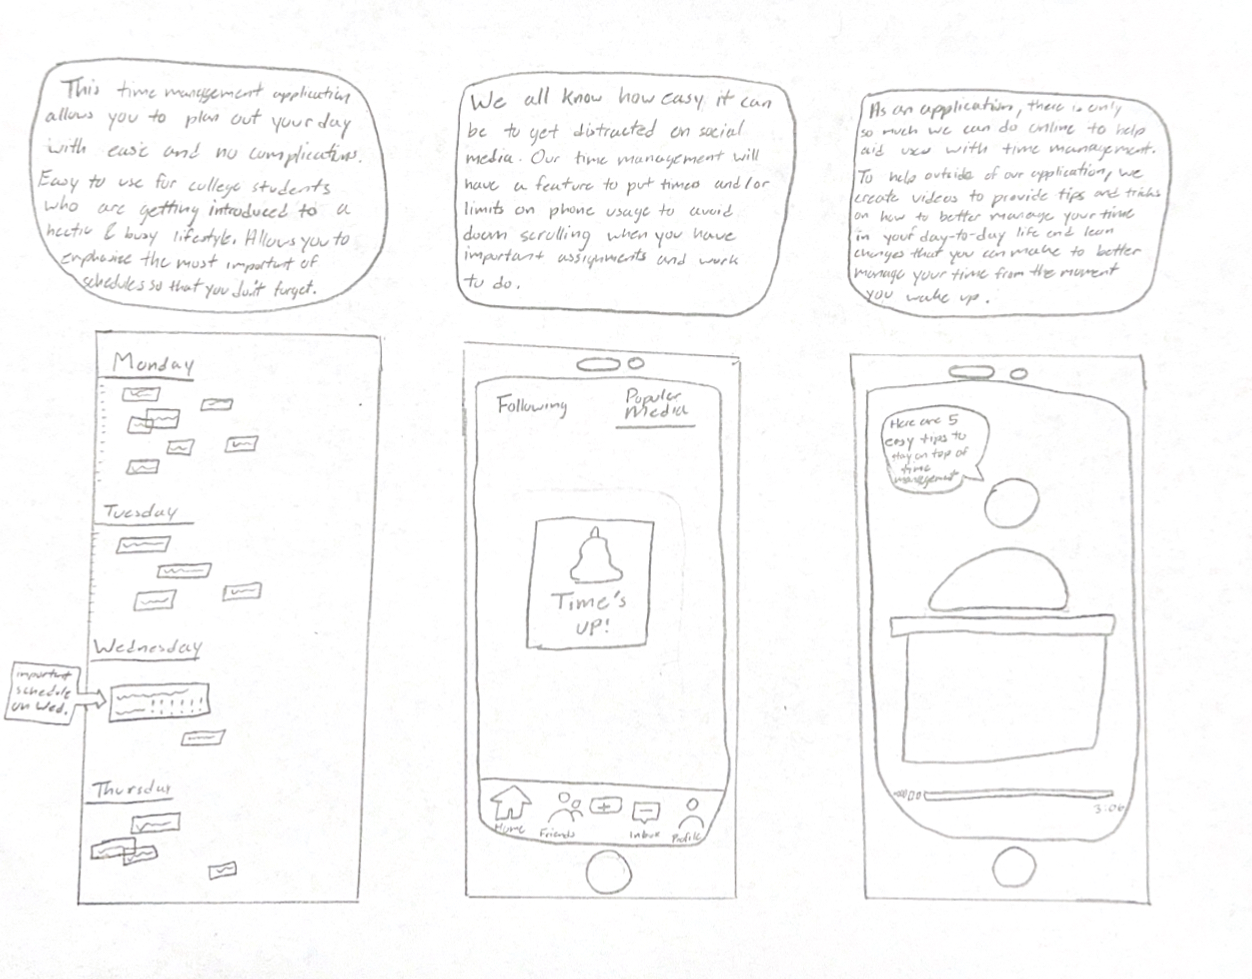 This time management application
allows you to plan out your day
with ease and no complications.
Easy to use for college students
who are getting introduced to a
hectic & busy lifestyle. Allows you to
emphasise the most important of
schedules so that you don't forget.
We all know how easy it can
be to get distracted on social
media. Our time management will
have a feature to put times and/or
limits on phone usage to avoid
doom scrolling when you have
important assignments and work
to do.
As an application, there is only
so much we can do online to help
aid users with time management.
To help outside of our application, we
create videos to provide tips and tricks
on how to better manage your time
in your day-to-day life and learn
changes that you can make to better
manage your time from the moment
you wake up.
Monday
Tuesday
Wednesday
important
schedule
on Wed.
Thursday
Following
Popular
Media
Time's
UP!
Home
Friends
Inbox
Profile
Here are 5
easy tips to
stay on top of
time
management
3:06